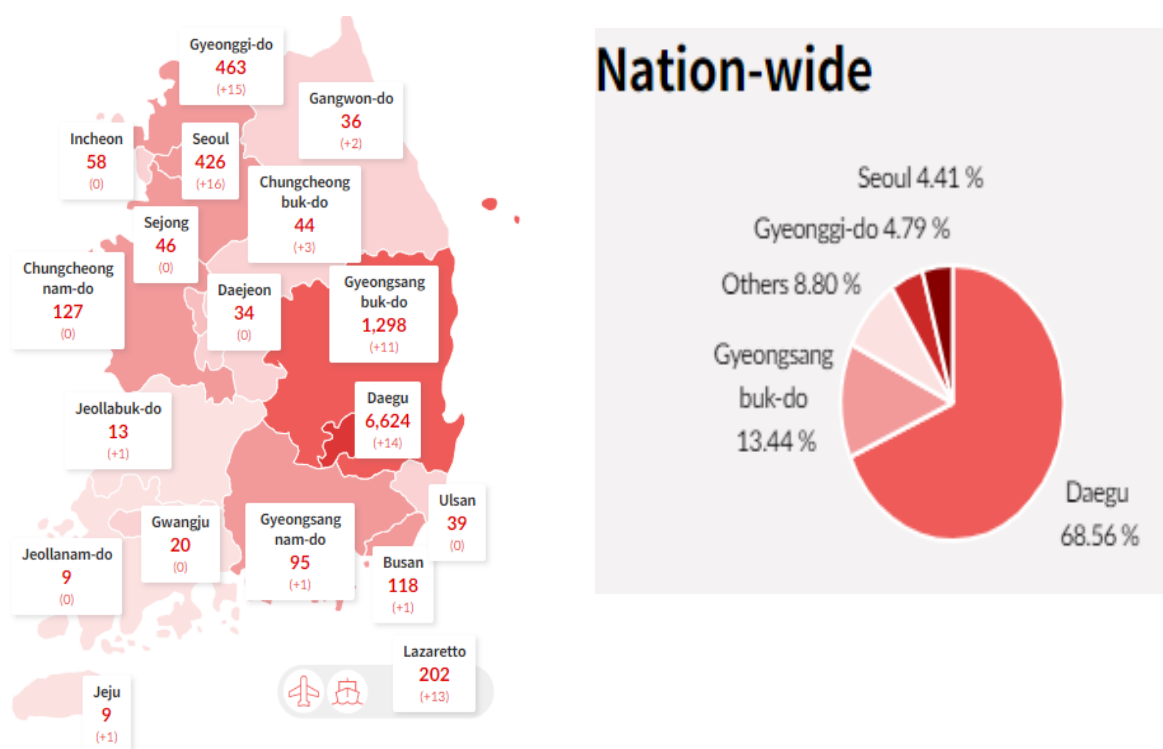 Gyeonggi-do
463
(+15)
Gangwon-do
36
(+2)
Incheon
58
(0)
Seoul
426
(+16)
Chungcheong
buk-do
44
(+3)
Sejong
46
(0)
Chungcheong
nam-do
127
(0)
Daejeon
34
(0)
Gyeongsang
buk-do
1,298
(+11)
Daegu
6,624
(+14)
Jeollabuk-do
13
(+1)
Ulsan
39
(0)
Gwangju
20
(0)
Gyeongsang
nam-do
95
(+1)
Jeollanam-do
9
(0)
Busan
118
(+1)
Lazaretto
202
(+13)
Jeju
9
(+1)
Nation-wide
Seoul 4.41 %
Gyeonggi-do 4.79 %
Others 8.80 %
Gyeongsang
buk-do
13.44 %
Daegu
68.56 %